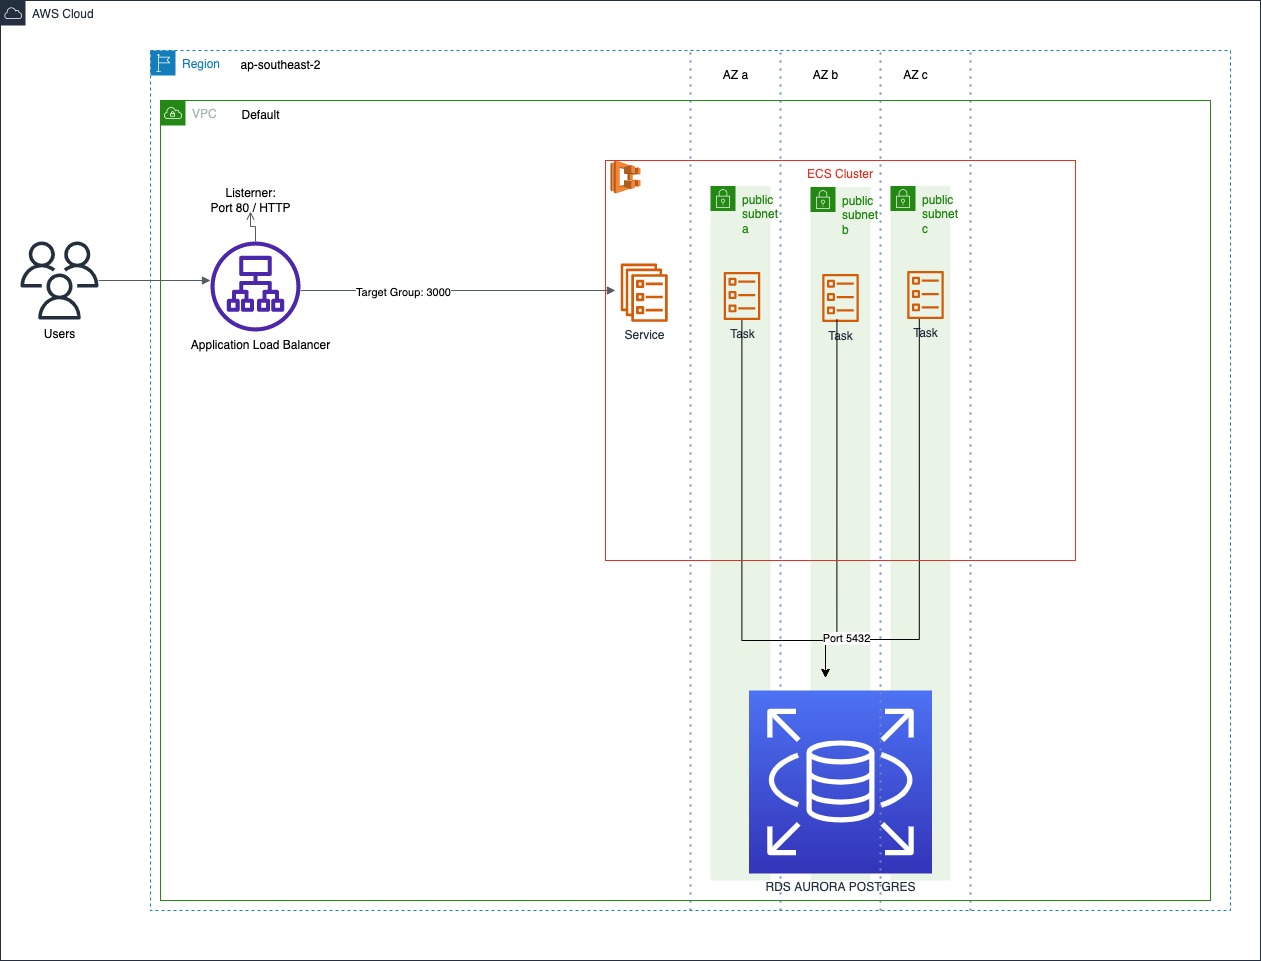 AWS Cloud
Region
ap-southeast-2
AZ a
AZ b
AZ c
VPC
Default
ECS Cluster
Listener:
Port 80 / HTTP
public
subnet
a
public
subnet
b
public
subnet
c
Users
Application Load Balancer
Target Group: 3000
Service
Task
Task
Task
Port 5432
RDS AURORA POSTGRES